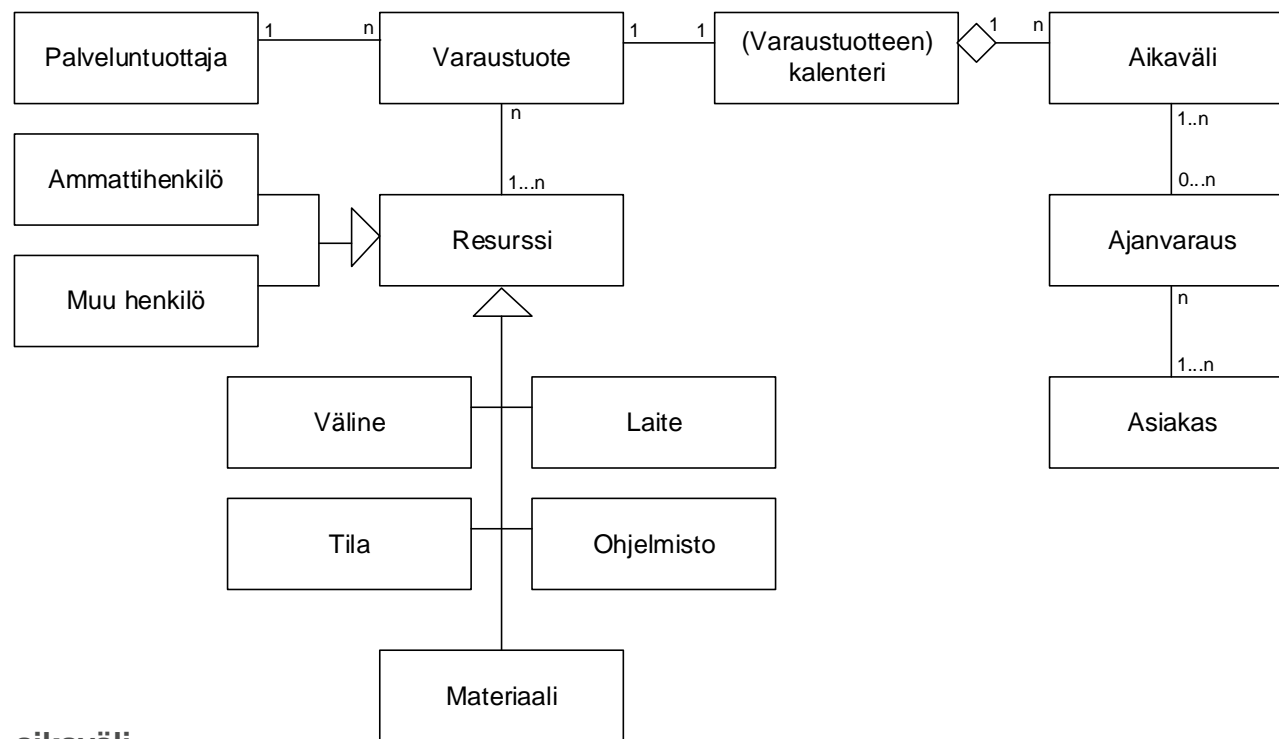 1 n 1 1 1 n
Palveluntuottaja
Varaustuote
(Varaustuotteen)
kalenteri
Aikaväli
n
1...n
1..n
0...n
Ammattihenkilö
Muu henkilö
Resurssi
Ajanvaraus
n
1...n
Väline
Laite
Asiakas
Tila
Ohjelmisto
Materiaali
aikaväli